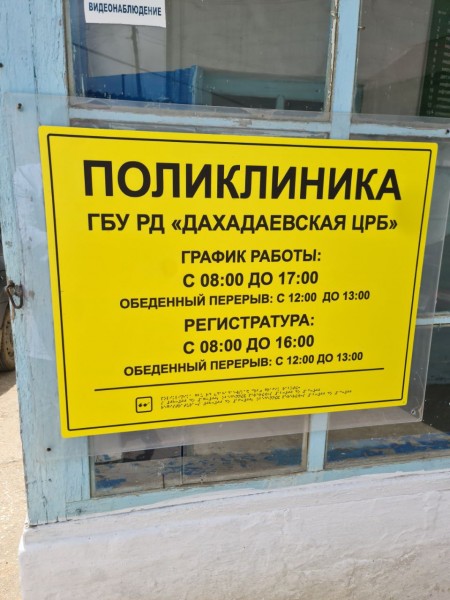 ВИДЕОНАБЛЮДЕНИЕ
ПОЛИКЛИНИКА
ГБУ РД «ДАХАДАЕВСКАЯ ЦРБ»
ГРАФИК РАБОТЫ:
С 08:00 ДО 17:00
ОБЕДЕННЫЙ ПЕРЕРЫВ: С 12:00 ДО 13:00
РЕГИСТРАТУРА:
С 08:00 ДО 16:00
ОБЕДЕННЫЙ ПЕРЕРЫВ: С 12:00 ДО 13:00